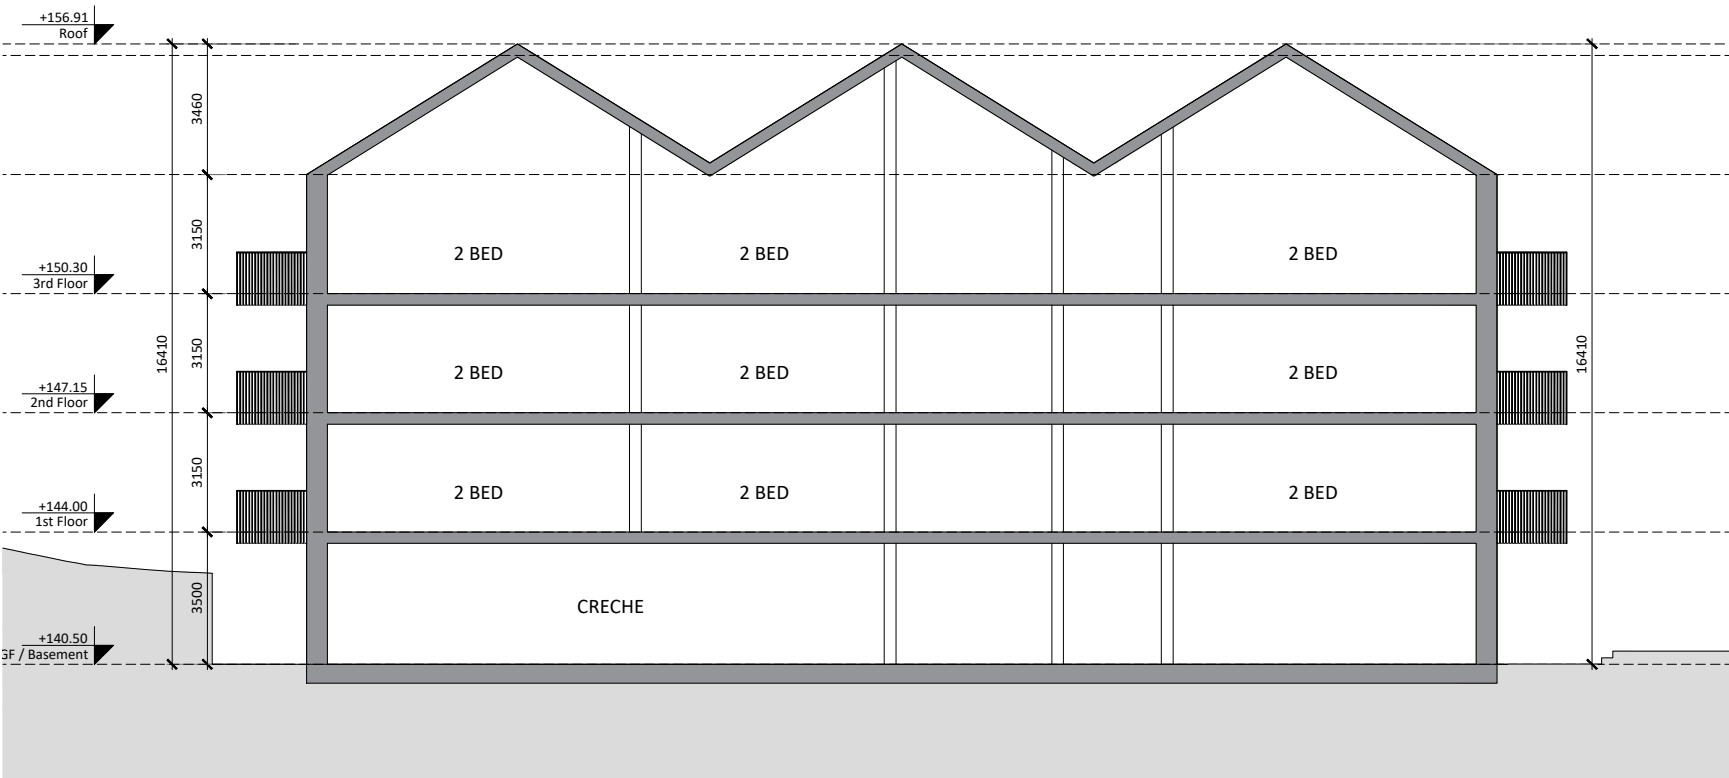 +156.91
Roof
3460
3150
2 BED 2 BED 2 BED
+150.30
3rd Floor
16410
3150
16410
2 BED 2 BED 2 BED
+147.15
2nd Floor
3150
2 BED 2 BED 2 BED
+144.00
1st Floor
3500
CRECHE
+140.50
GF / Basement